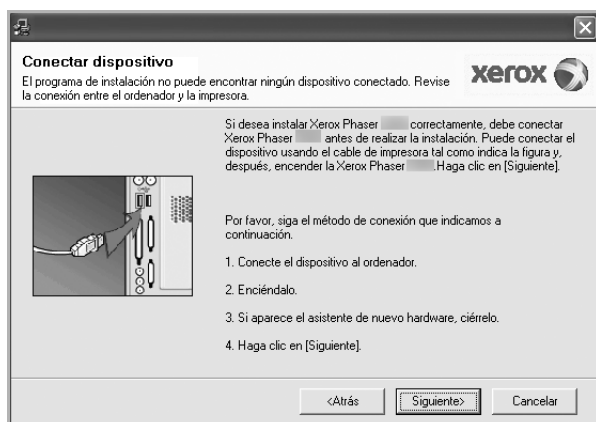 Conectar dispositivo
El programa de instalación no puede encontrar ningún dispositivo conectado. Revise
la conexión entre el ordenador y la impresora.
xerox
Si desea instalar Xerox Phaser correctamente, debe conectar
Xerox Phaser antes de realizar la instalación. Puede conectar el
dispositivo usando el cable de impresora tal como indica la figura y,
después, encender la Xerox Phaser .Haga clic en [Siguiente].
Por favor, siga el método de conexión que indicamos a
continuación.
1. Conecte el dispositivo al ordenador.
2. Enciéndalo.
3. Si aparece el asistente de nuevo hardware, ciérrelo.
4. Haga clic en [Siguiente].
<Atrás
Siguiente>
Cancelar